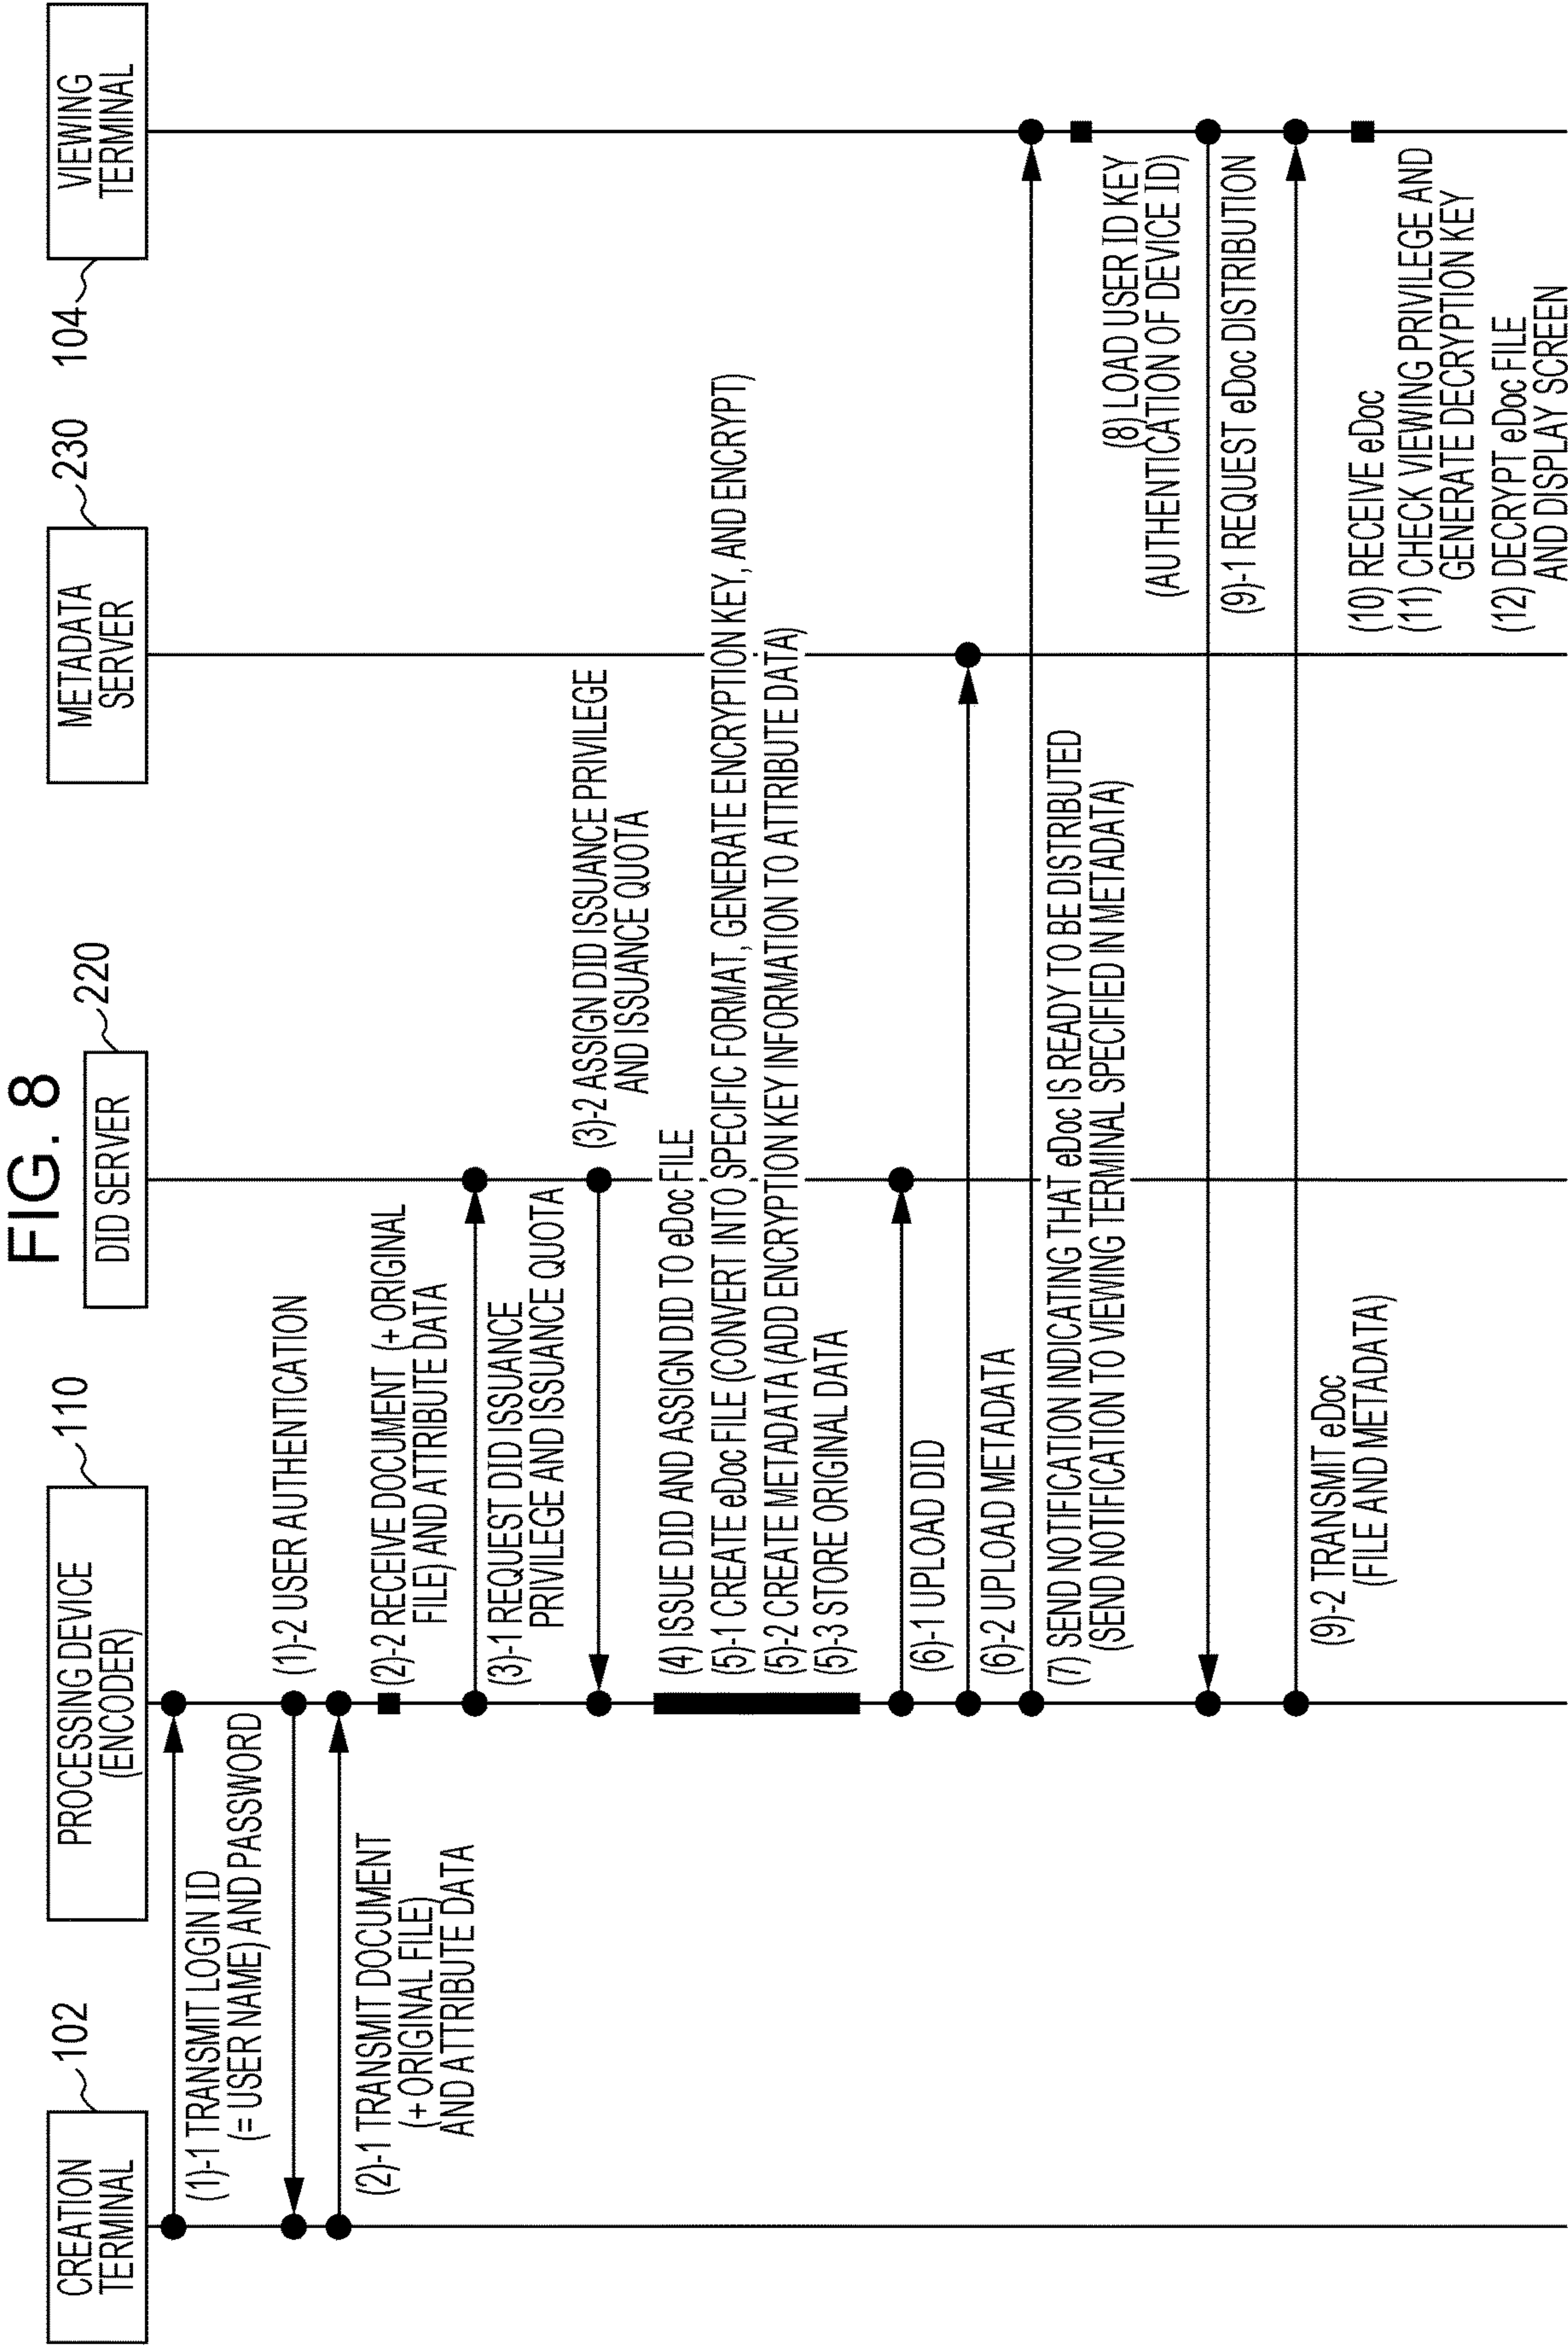 FIG. 8
CREATION
TERMINAL
102
PROCESSING DEVICE
(ENCODER)
110
DID SERVER
220
METADATA
SERVER
230
VIEWING
TERMINAL
104
(1)-1 TRANSMIT LOGIN ID
(= USER NAME) AND PASSWORD
(1)-2 USER AUTHENTICATION
(2)-1 TRANSMIT DOCUMENT
(+ ORIGINAL FILE)
AND ATTRIBUTE DATA
(2)-2 RECEIVE DOCUMENT (+ ORIGINAL
FILE) AND ATTRIBUTE DATA
(3)-1 REQUEST DID ISSUANCE
PRIVILEGE AND ISSUANCE QUOTA
(3)-2 ASSIGN DID ISSUANCE PRIVILEGE
AND ISSUANCE QUOTA
(4) ISSUE DID AND ASSIGN DID TO eDoc FILE
(5)-1 CREATE eDoc FILE (CONVERT INTO SPECIFIC FORMAT, GENERATE ENCRYPTION KEY, AND ENCRYPT)
(5)-2 CREATE METADATA (ADD ENCRYPTION KEY INFORMATION TO ATTRIBUTE DATA)
(5)-3 STORE ORIGINAL DATA
(6)-1 UPLOAD DID
(6)-2 UPLOAD METADATA
(7) SEND NOTIFICATION INDICATING THAT eDoc IS READY TO BE DISTRIBUTED
(SEND NOTIFICATION TO VIEWING TERMINAL SPECIFIED IN METADATA)
(8) LOAD USER ID KEY
(AUTHENTICATION OF DEVICE ID)
(9)-1 REQUEST eDoc DISTRIBUTION
(9)-2 TRANSMIT eDoc
(FILE AND METADATA)
(10) RECEIVE eDoc
(11) CHECK VIEWING PRIVILEGE AND
GENERATE DECRYPTION KEY
(12) DECRYPT eDoc FILE
AND DISPLAY SCREEN